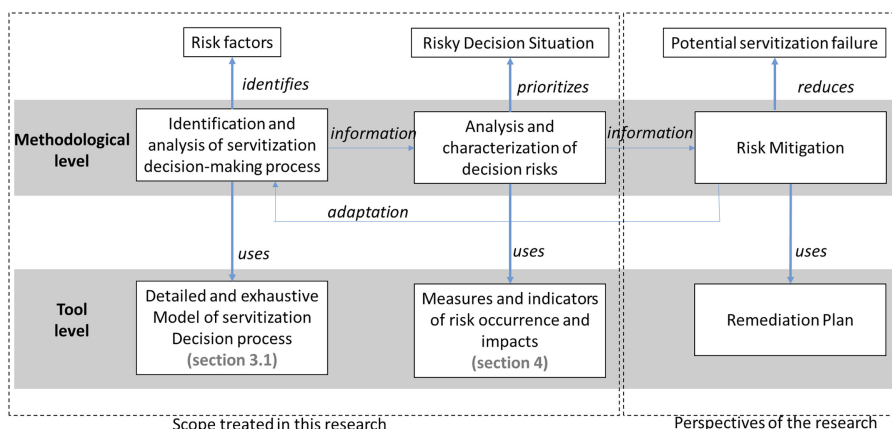 Risk factors
Risky Decision Situation
Potential servitization failure
identifies
prioritizes
reduces
Methodological
level
Identification and
analysis of servitization
decision-making process
information
Analysis and
characterization of
decision risks
information
Risk Mitigation
adaptation
uses
uses
uses
Tool
level
Detailed and exhaustive
Model of servitization
Decision process
(section 3.1)
Measures and indicators
of risk occurrence and
impacts
(section 4)
Remediation Plan
Scope treated in this research
Perspectives of the research